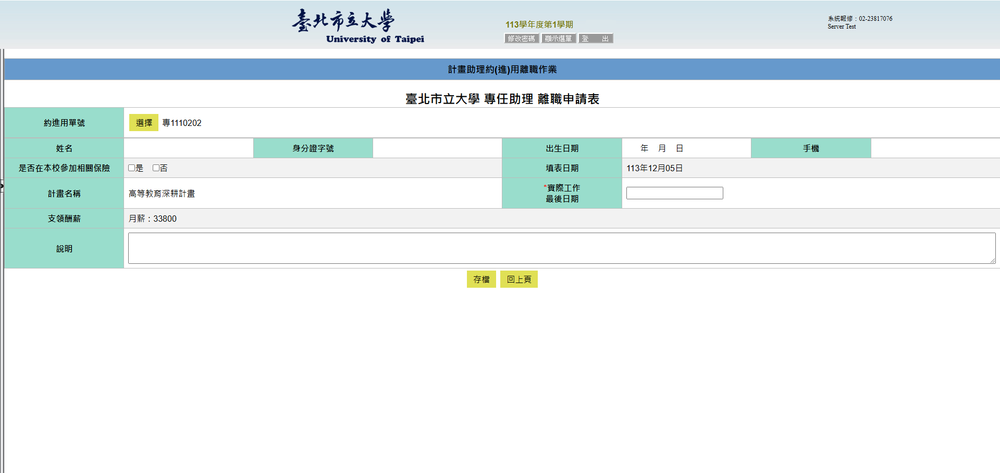 臺北市立大學
University of Taipei
113學年度第1學期
修改密碼 顯示選單 登 出
系統報修：02-23817076
Server Test
計畫助理約(進)用離職作業
臺北市立大學 專任助理 離職申請表
約進用單號 選擇 專1110202
姓名 身分證字號 出生日期 年 月 日 手機
是否在本校參加相關保險 是 否 填表日期 113年12月05日
計畫名稱 高等教育深耕計畫 *實際工作
最後日期
支領酬薪 月薪：33800
說明
存檔 回上頁